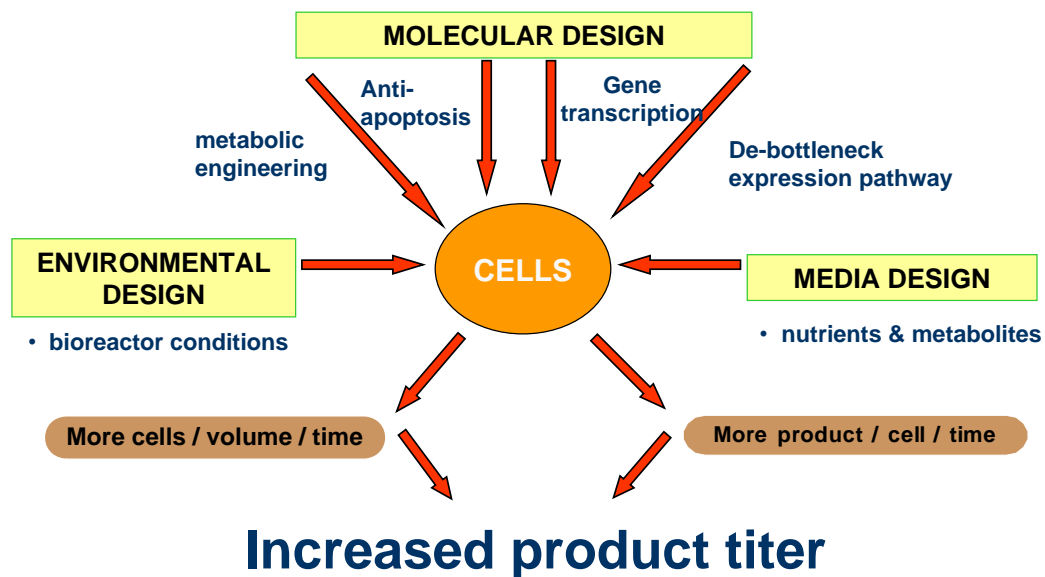 MOLECULAR DESIGN
Anti-
apoptosis
Gene
transcription
metabolic
engineering
De-bottleneck
expression pathway
ENVIRONMENTAL
DESIGN
CELLS
MEDIA DESIGN
• bioreactor conditions
• nutrients & metabolites
More cells / volume / time
More product / cell / time
Increased product titer